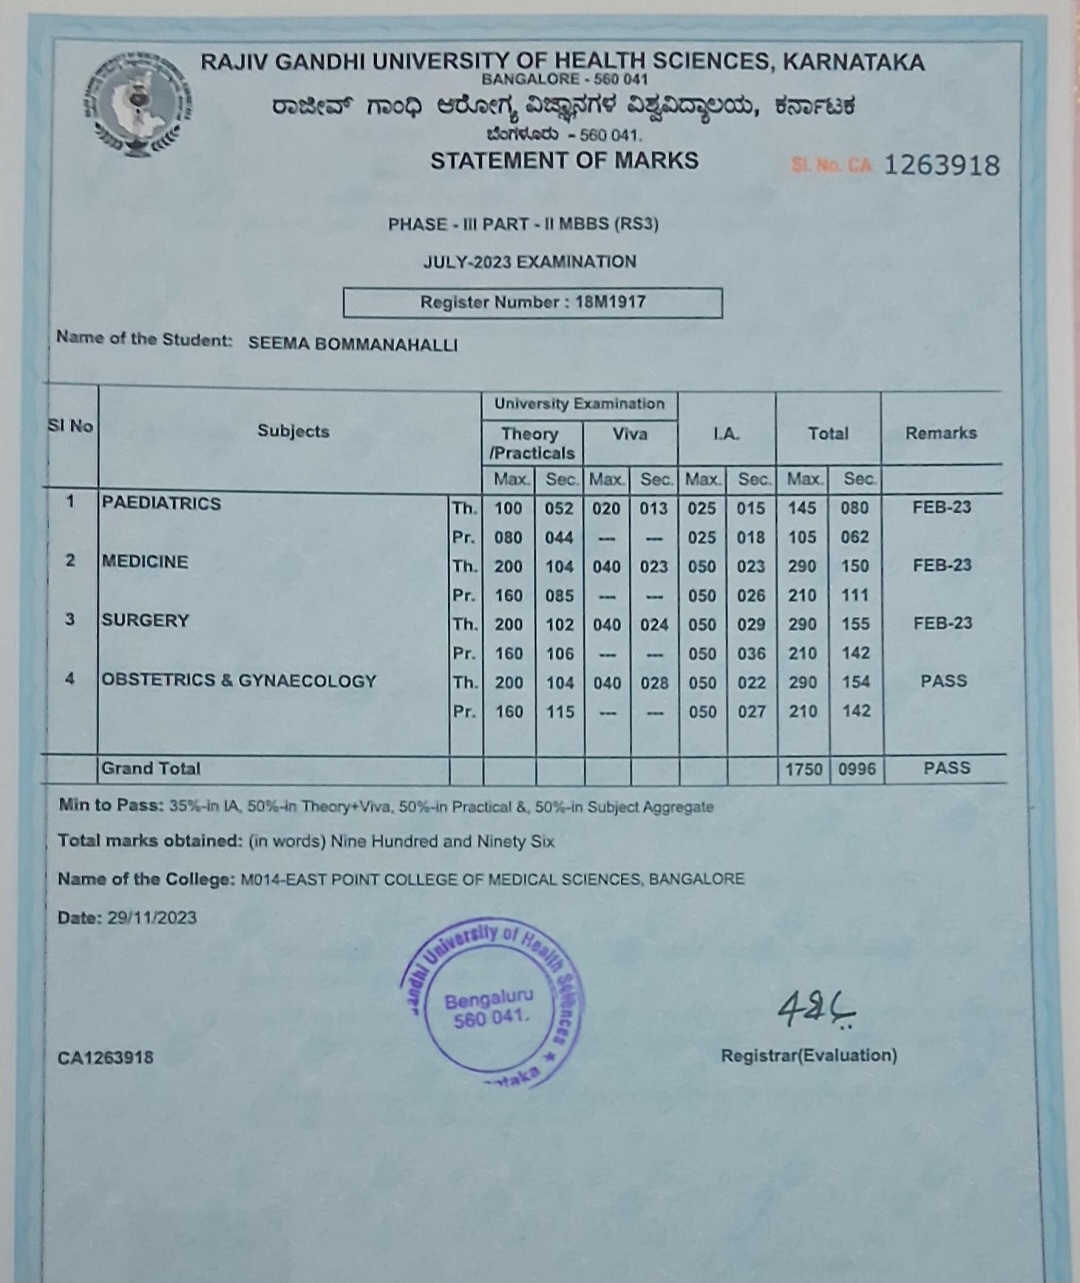 RAJIV GANDHI UNIVERSITY OF HEALTH SCIENCES, KARNATAKA
BANGALORE - 560 041
ರಾಜೀವ್ ಗಾಂಧಿ ಆರೋಗ್ಯ ವಿಜ್ಞಾನಗಳ ವಿಶ್ವವಿದ್ಯಾಲಯ, ಕರ್ನಾಟಕ
ಬೆಂಗಳೂರು - 560 041.
STATEMENT OF MARKS
Sl. No. CA 1263918
PHASE - III PART - II MBBS (RS3)
JULY-2023 EXAMINATION
Register Number : 18M1917
Name of the Student: SEEMA BOMMANAHALLI
Sl No Subjects University Examination I.A. Total Remarks
Theory /Practicals Viva
Max. Sec. Max. Sec. Max. Sec. Max. Sec.
1 PAEDIATRICS Th. 100 052 020 013 025 015 145 080 FEB-23
Pr. 080 044 --- --- 025 018 105 062
2 MEDICINE Th. 200 104 040 023 050 023 290 150 FEB-23
Pr. 160 085 --- --- 050 026 210 111
3 SURGERY Th. 200 102 040 024 050 029 290 155 FEB-23
Pr. 160 106 --- --- 050 036 210 142
4 OBSTETRICS & GYNAECOLOGY Th. 200 104 040 028 050 022 290 154 PASS
Pr. 160 115 --- --- 050 027 210 142
Grand Total 1750 0996 PASS
Min to Pass: 35%-in IA, 50%-in Theory+Viva, 50%-in Practical &, 50%-in Subject Aggregate
Total marks obtained: (in words) Nine Hundred and Ninety Six
Name of the College: M014-EAST POINT COLLEGE OF MEDICAL SCIENCES, BANGALORE
Date: 29/11/2023
andhi University of Health Sciences ★ taka
Bengaluru
560 041.
CA1263918
Registrar(Evaluation)